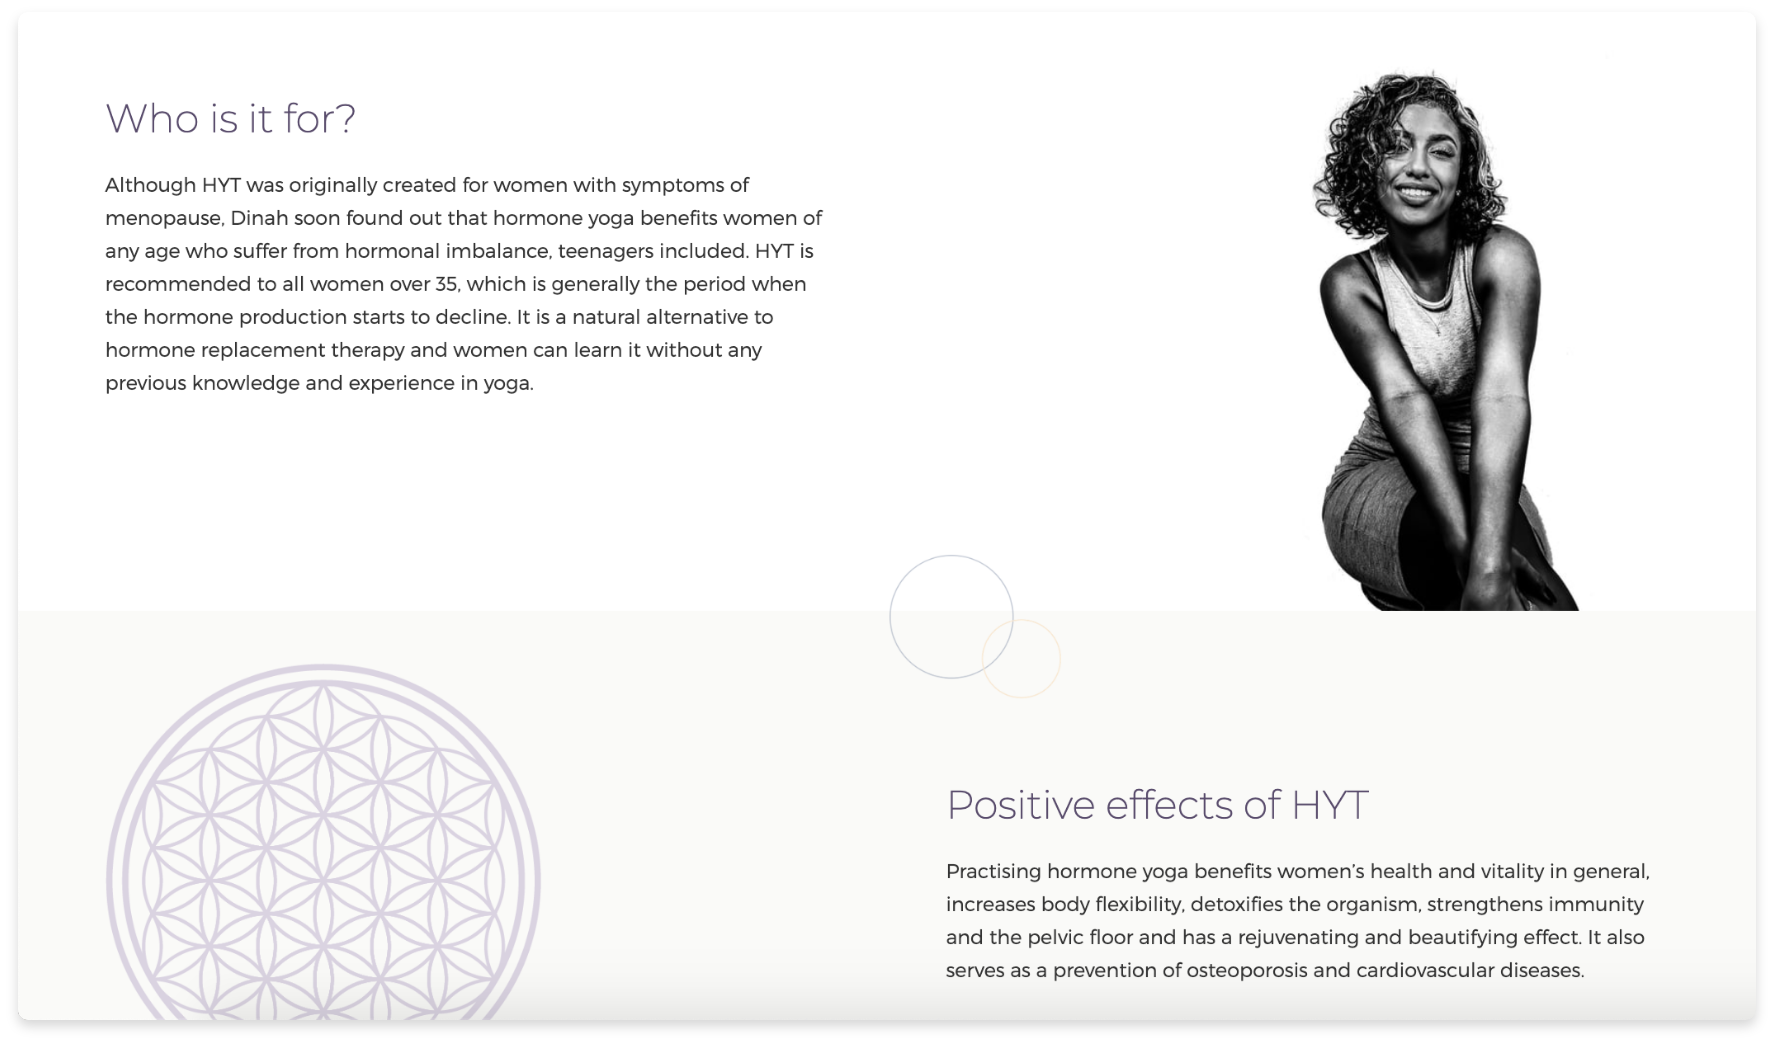 Who is it for?
Although HYT was originally created for women with symptoms of
menopause, Dinah soon found out that hormone yoga benefits women of
any age who suffer from hormonal imbalance, teenagers included. HYT is
recommended to all women over 35, which is generally the period when
the hormone production starts to decline. It is a natural alternative to
hormone replacement therapy and women can learn it without any
previous knowledge and experience in yoga.
Positive effects of HYT
Practising hormone yoga benefits women’s health and vitality in general,
increases body flexibility, detoxifies the organism, strengthens immunity
and the pelvic floor and has a rejuvenating and beautifying effect. It also
serves as a prevention of osteoporosis and cardiovascular diseases.